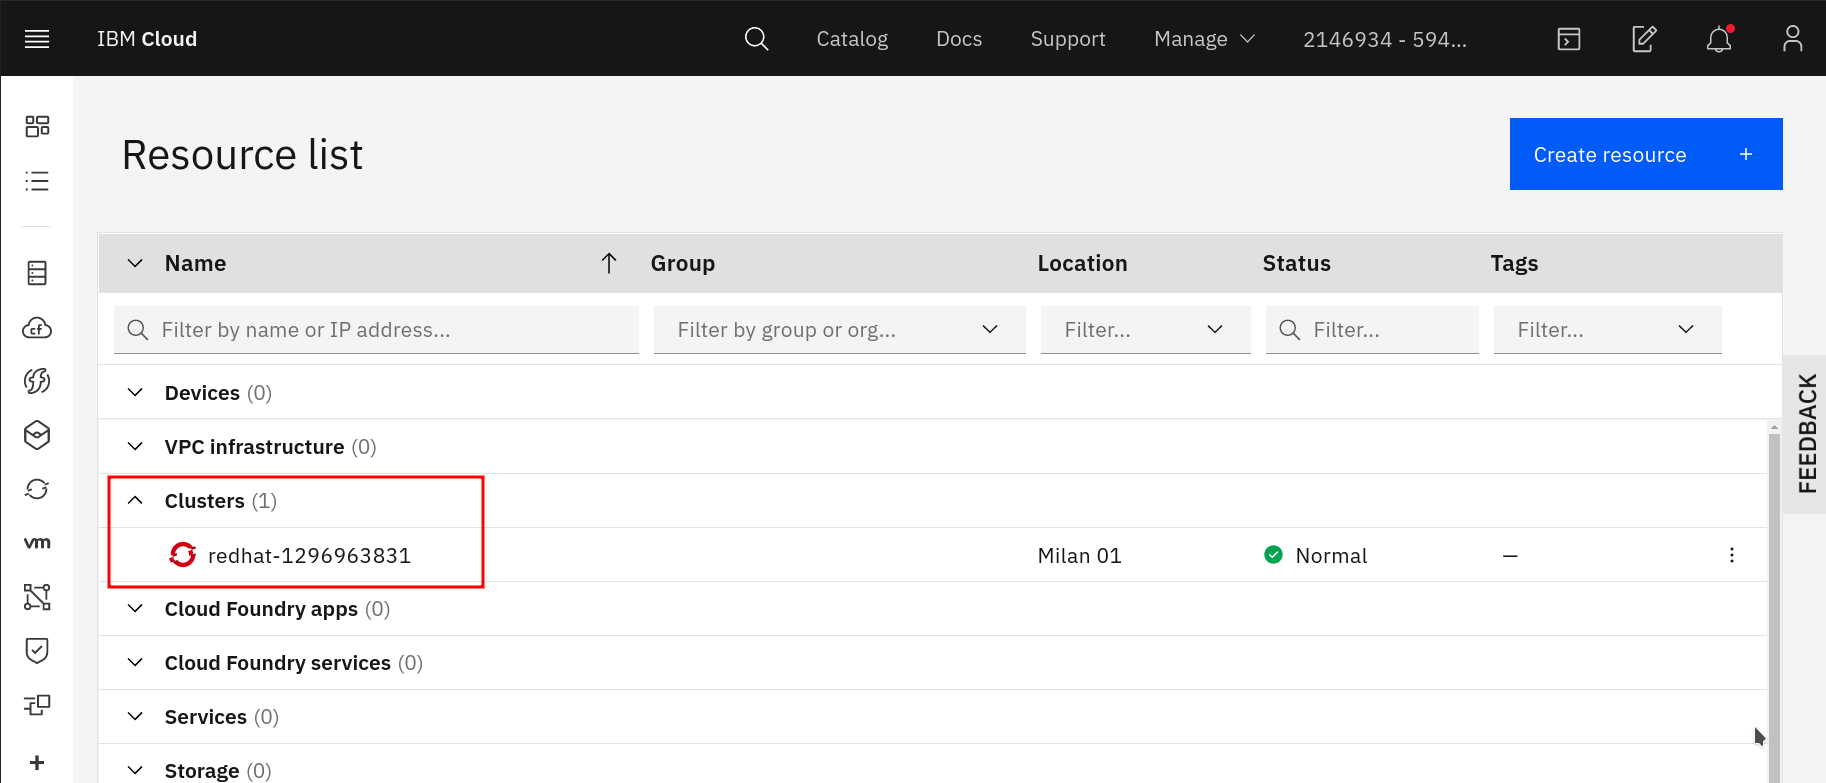 IBM Cloud
Catalog
Docs
Support
Manage
2146934 - 594...
Resource list
Create resource +
Name
Group
Location
Status
Tags
Filter by name or IP address...
Filter by group or org...
Filter...
Filter...
Filter...
Devices (0)
VPC infrastructure (0)
Clusters (1)
redhat-1296963831
Milan 01
Normal
—
Cloud Foundry apps (0)
Cloud Foundry services (0)
Services (0)
Storage (0)
cf
vm
FEEDBACK